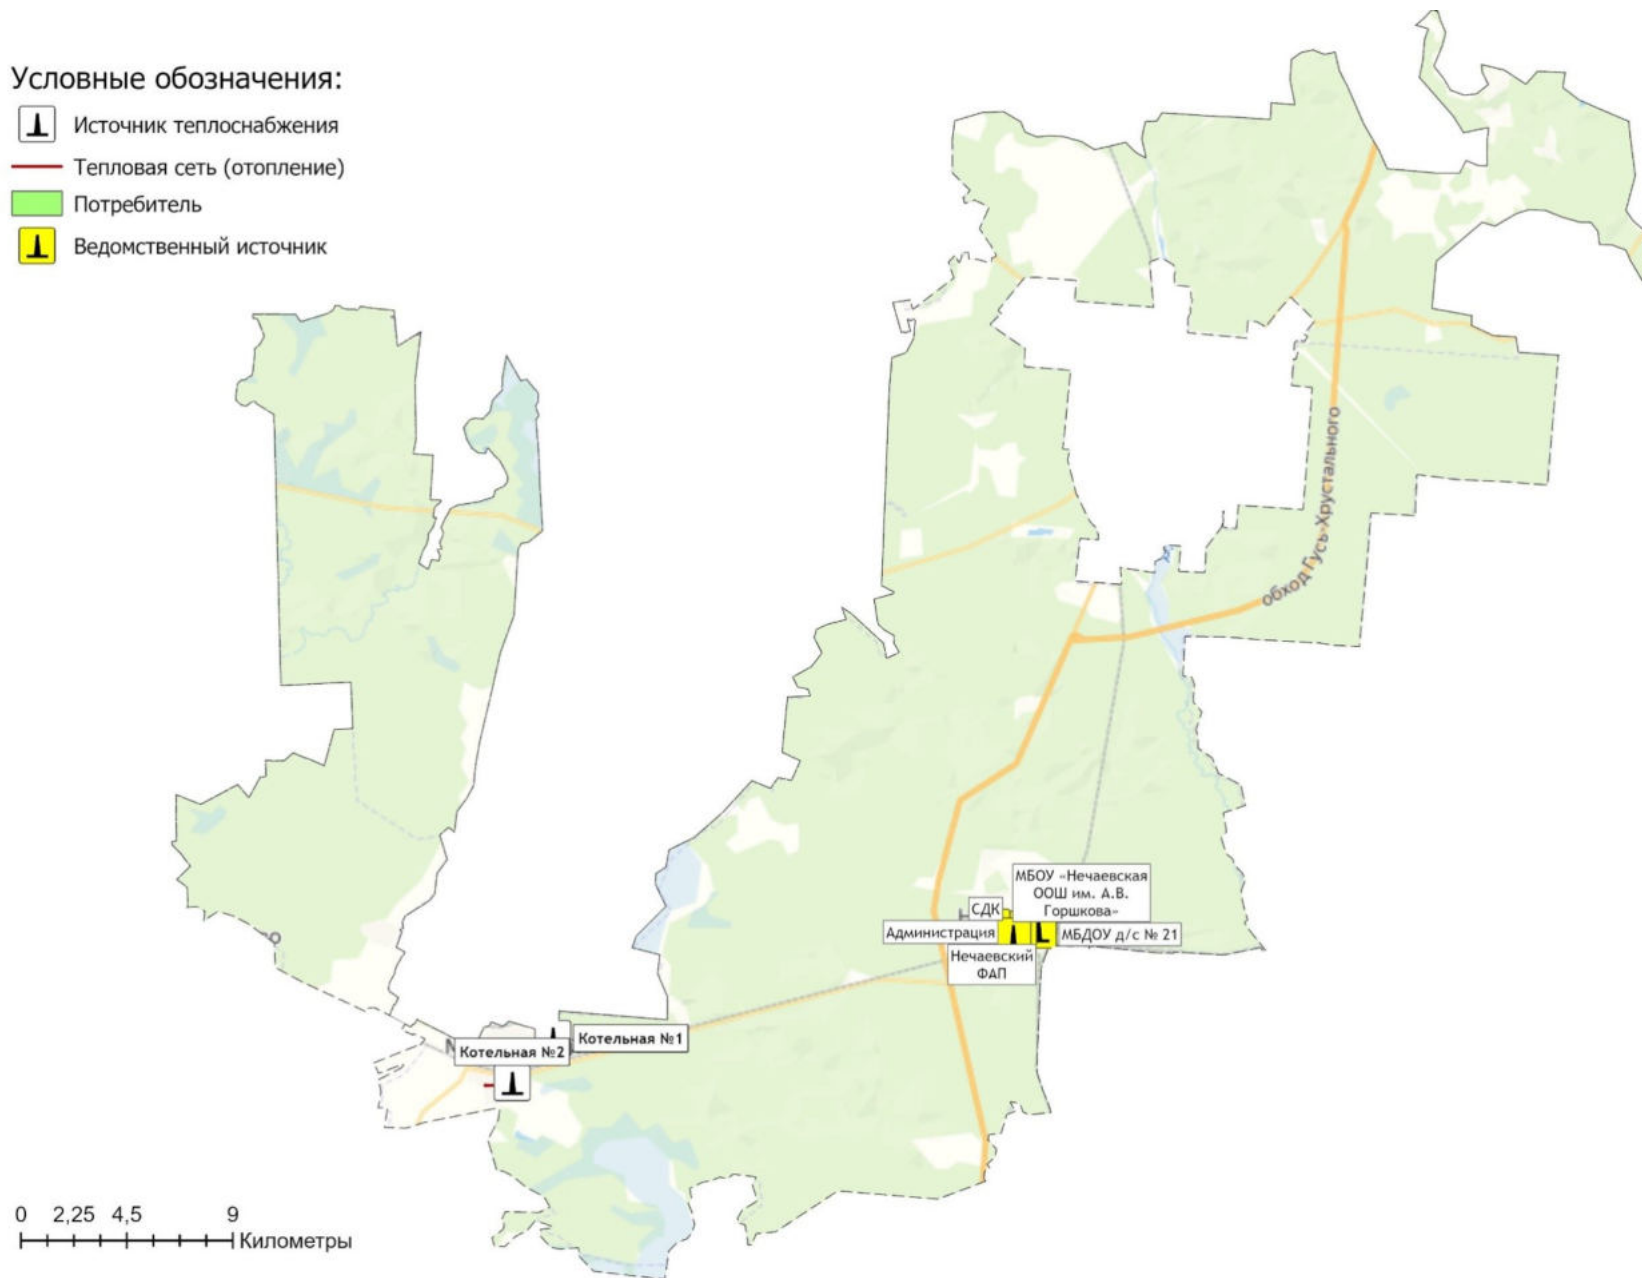 Условные обозначения:
Источник теплоснабжения
Тепловая сеть (отопление)
Потребитель
Ведомственный источник
обход Гусь-Хрустального
МБОУ «Нечаевская
ООШ им. А.В.
Горшкова»
СДК
Администрация
МБДОУ д/с № 21
Нечаевский
ФАП
Котельная №1
Котельная №2
0 2,25 4,5 9
Километры